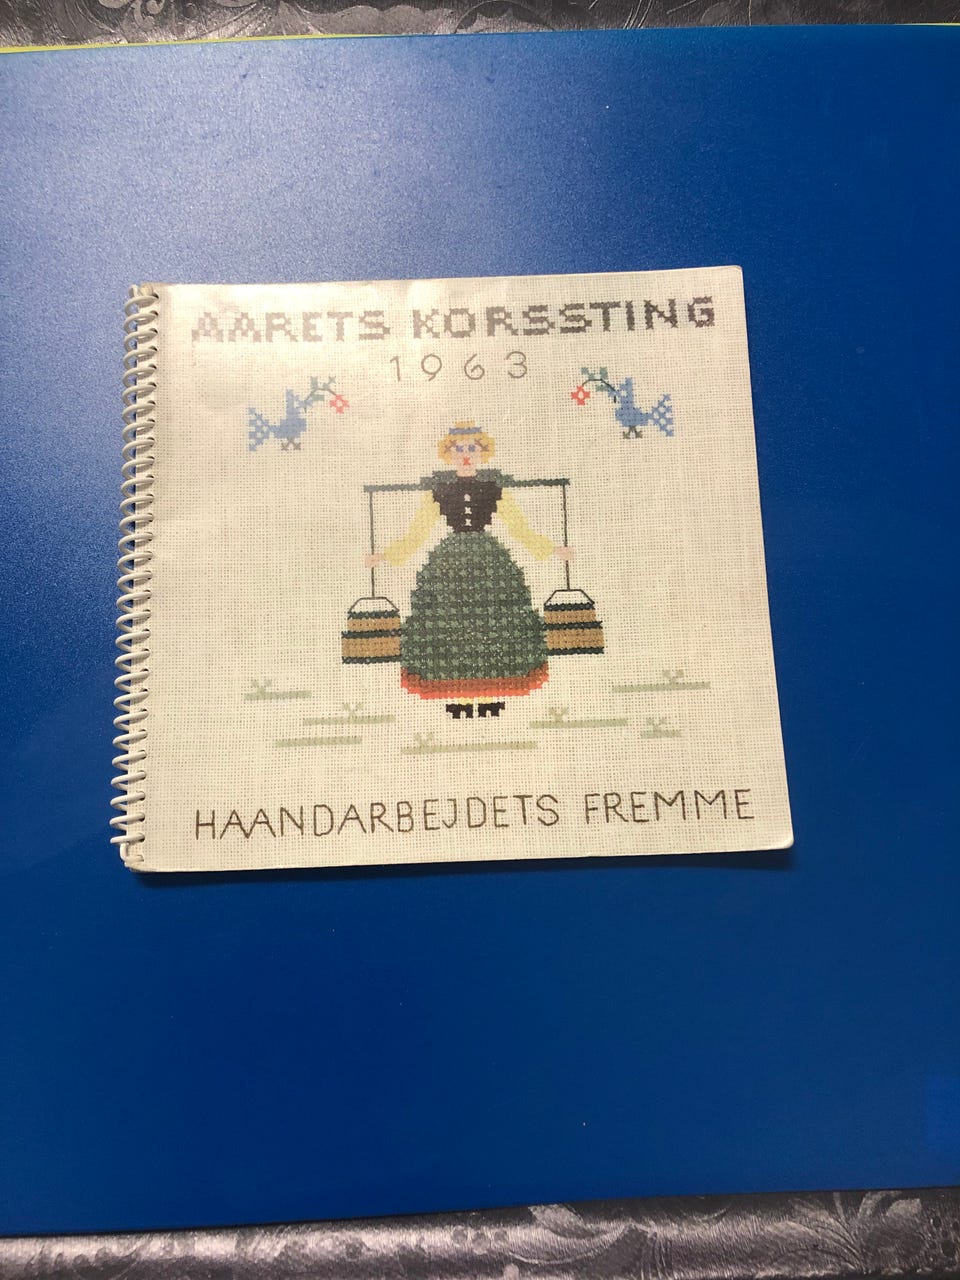 AARETS KORSSTING
1963
HAANDARBEJDETS FREMME